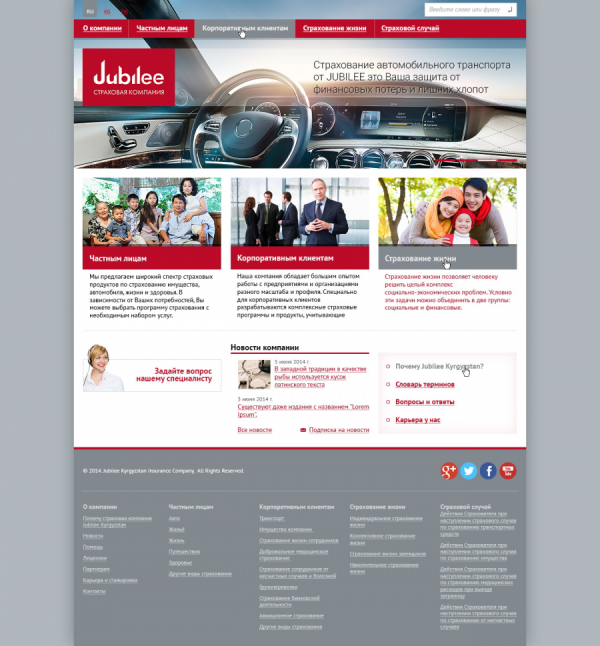 RU
Введите слово или фразу
О компании
Частным лицам
Корпоративным клиентам
Страхование жизни
Страховой случай
Jubilee
СТРАХОВАЯ КОМПАНИЯ
Страхование автомобильного транспорта
от JUBILEE это Ваша защита от
финансовых потерь и лишних хлопот
Частным лицам
Мы предлагаем широкий спектр страховых
продуктов по страхованию имущества,
автомобиля, жизни и здоровья. В
зависимости от Ваших потребностей, Вы
можете выбрать программу страхования с
необходимым набором услуг.
Корпоративным клиентам
Наша компания обладает большим опытом
работы с предприятиями и организациями
разного масштаба и профиля. Специально
для корпоративных клиентов
разрабатываются комплексные страховые
программы и продукты, учитывающие
Страхование жизни
Страхование жизни позволяет человеку
решить целый комплекс
социально-экономических проблем. Условно
эти задачи можно объединить в две группы:
социальные и финансовые.
Задайте вопрос
нашему специалисту
Новости компании
3 июня 2014 г.
В западной традиции в качестве
рыбы используется кусок
латинского текста
3 июня 2014 г.
Существуют даже издания с названием "Lorem
Ipsum".
Все новости
Подписка на новости
Почему Jubilee Kyrgyzstan?
Словарь терминов
Вопросы и ответы
Карьера у нас
© 2014 Jubilee Kyrgyzstan Insurance Company. All Rights Reserved.
You
Tube
О компании
Почему страховая компания
Jubilee Kyrgyzstan
Новости
Помощь
Лицензии
Партнерам
Карьера и стажировка
Контакты
Частным лицам
Авто
Жильё
Жизнь
Путешествия
Здоровье
Другие виды страхования
Корпоративным клиентам
Транспорт
Имущество компании
Страхование жизни сотрудников
Добровольное медицинское
страхование
Страхование сотрудников от
несчастных случаев и болезней
Грузоперевозки
Страхование банковской
деятельности
Авиационное страхование
Другие виды страхования
Страхование жизни
Индивидуальное страхование
жизни
Коллективное страхование
жизни
Страхование жизни заемщиков
Накопительное страхование
жизни
Страховой случай
Действия Страхователя при
наступлении страхового случая
по страхованию транспортных
средств
Действия Страхователя при
наступлении страхового случая
по страхованию имущества
Действия Страхователя при
наступлении страхового случая
по страхованию медицинских
расходов при выезде
заграницу
Действия Страхователя при
наступлении страхового случая
по страхованию от несчастных
случаев